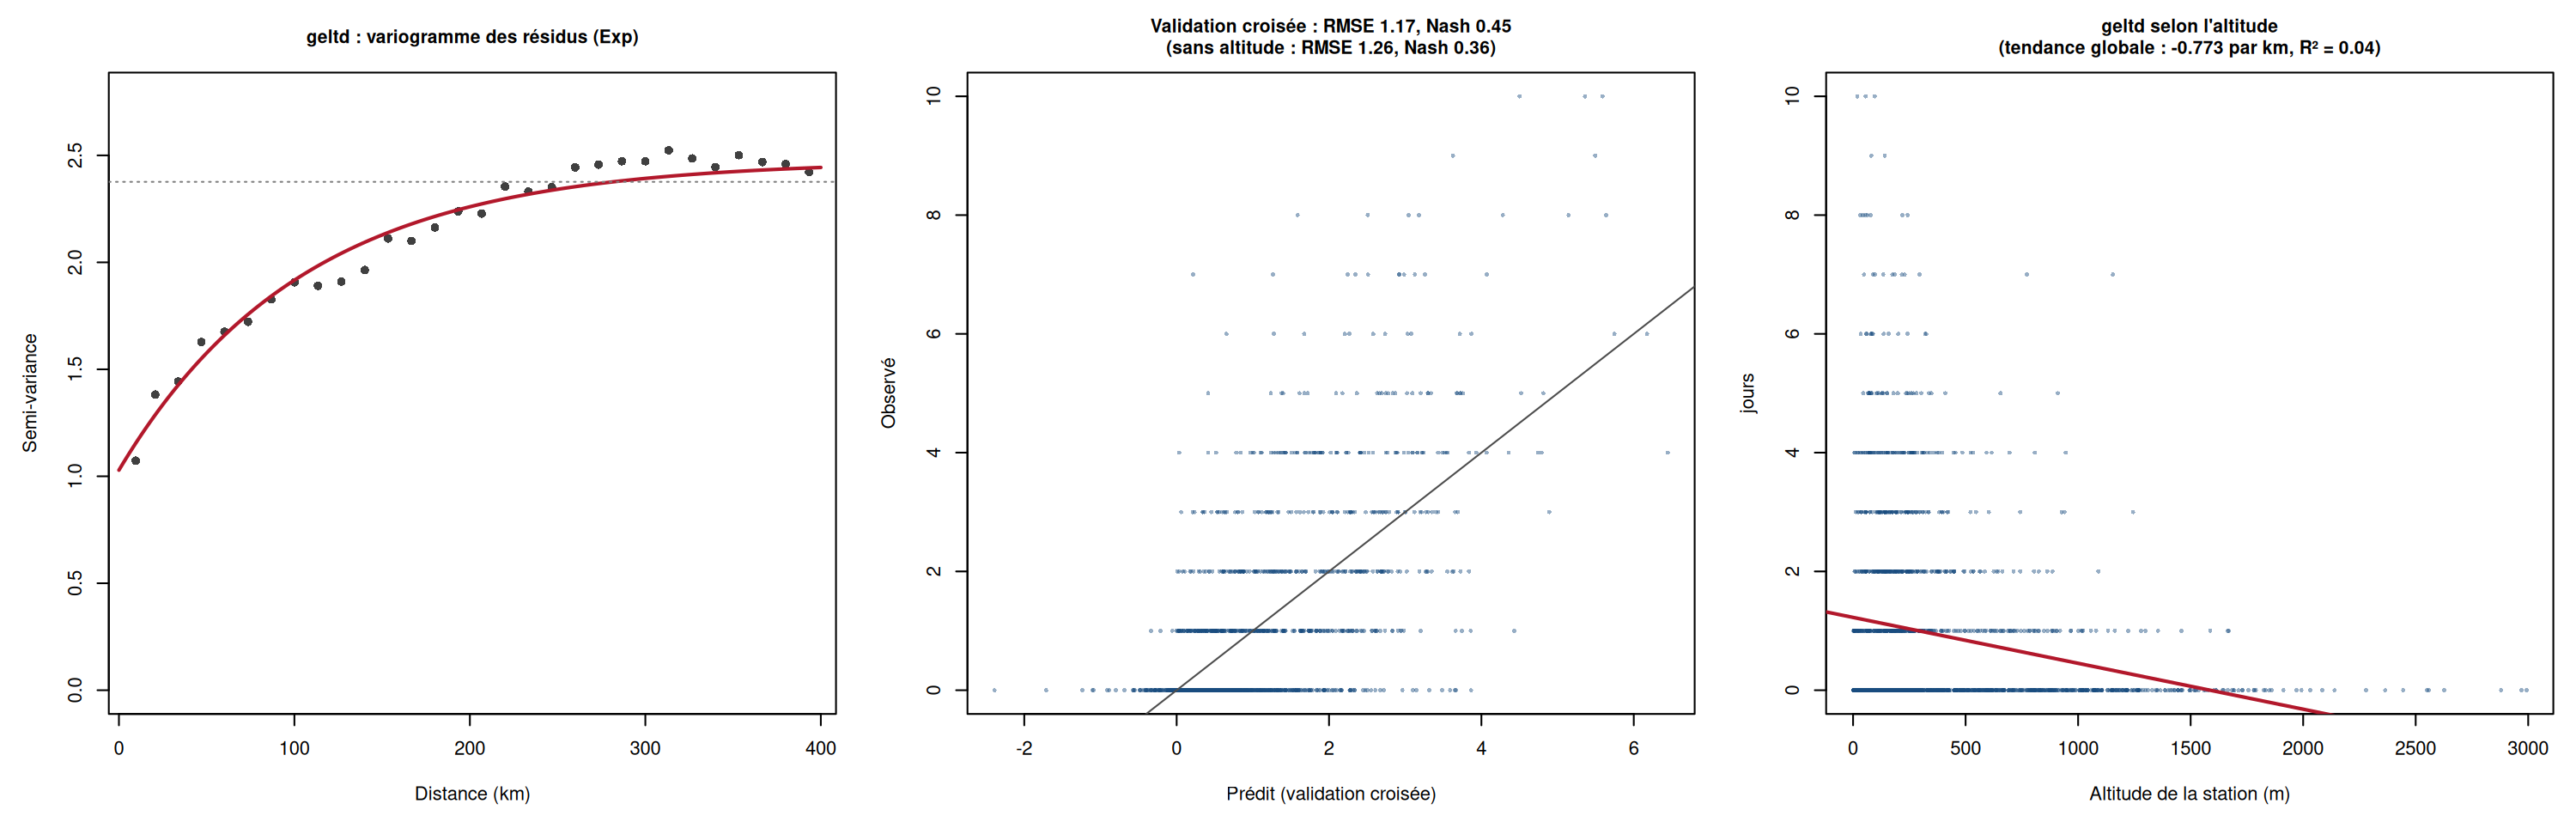 geltd : variogramme des résidus (Exp)
Semi-variance
0.0
0.5
1.0
1.5
2.0
2.5
0 100 200 300 400
Distance (km)
Validation croisée : RMSE 1.17, Nash 0.45
(sans altitude : RMSE 1.26, Nash 0.36)
Observé
0
2
4
6
8
10
-2 0 2 4 6
Prédit (validation croisée)
geltd selon l'altitude
(tendance globale : -0.773 par km, R² = 0.04)
jours
0
2
4
6
8
10
0 500 1000 1500 2000 2500 3000
Altitude de la station (m)